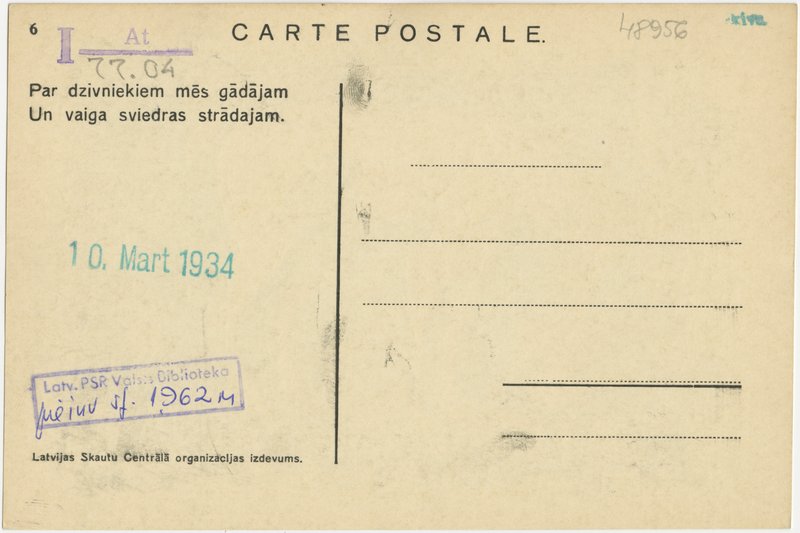 6
CARTE POSTALE.
48956
I At
77.04
Par dzivniekiem mēs gādājam
Un vaiga sviedras strādajam.
10. Mart 1934
Latv. PSR Valsts Biblioteka
1962
Latvijas Skautu Centrālā organizācijas izdevums.